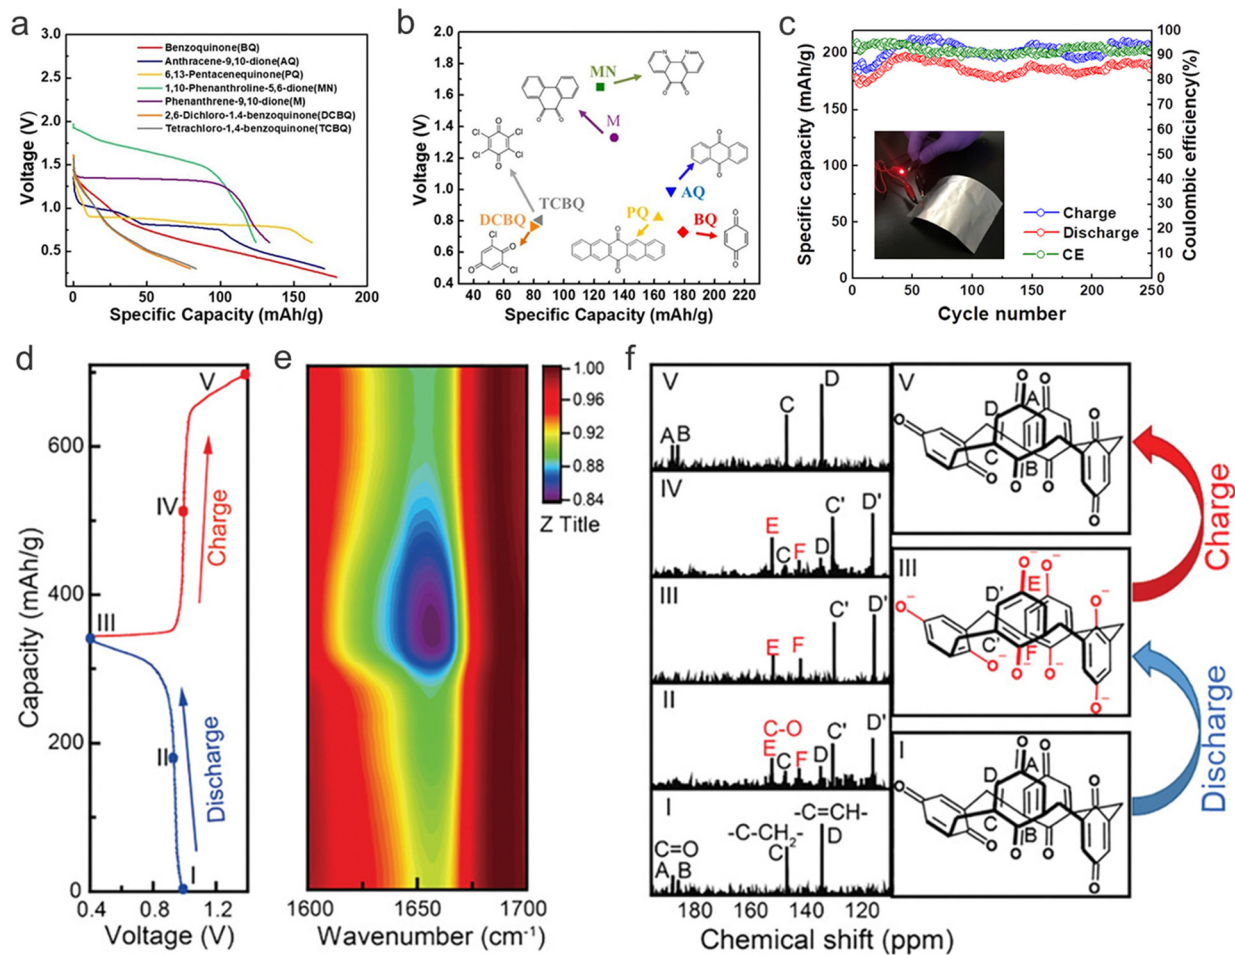 a
3.0
2.5
2.0
1.5
1.0
0.5
0.0
Voltage (V)
Benzoquinone(BQ)
Anthracene-9,10-dione(AQ)
6,13-Pentacenequinone(PQ)
1,10-Phenanthroline-5,6-dione(MN)
Phenanthrene-9,10-dione(M)
2,6-Dichloro-1,4-benzoquinone(DCBQ)
Tetrachloro-1,4-benzoquinone(TCBQ)
0 50 100 150 200
Specific Capacity (mAh/g)
b
2.0
1.8
1.6
1.4
1.2
1.0
0.8
0.6
0.4
Voltage (V)
MN
N N
O O
M
O O
Cl O Cl
Cl O Cl
TCBQ
DCBQ
Cl
O
O
Cl
O
O
AQ
PQ
O
O
BQ
O
O
40 60 80 100 120 140 160 180 200 220
Specific Capacity (mAh/g)
c
200
150
100
50
0
Specific capacity (mAh/g)
100
90
80
70
60
50
40
30
20
10
0
Coulombic efficiency(%)
Charge
Discharge
CE
0 50 100 150 200 250
Cycle number
d
600
400
200
0
Capacity (mAh/g)
V
IV
Charge
III
II
Discharge
I
0.4 0.8 1.2
Voltage (V)
e
1.00
0.96
0.92
0.88
0.84
Z Title
1600 1650 1700
Wavenumber (cm-1)
f
V
A B C D
IV
E C F D C' D'
III
E F C' D'
II
C-O
E C F D C' D'
I
C=O
A B
-C-CH2-
C
-C=CH-
D
180 160 140 120
Chemical shift (ppm)
V
O O
D A
O O
C B
O O O O
III
O- O-
E
D'
O- O-
C'
F
O- O- O- O-
I
O O
D A
O O
C B
O O O O
Charge
Discharge